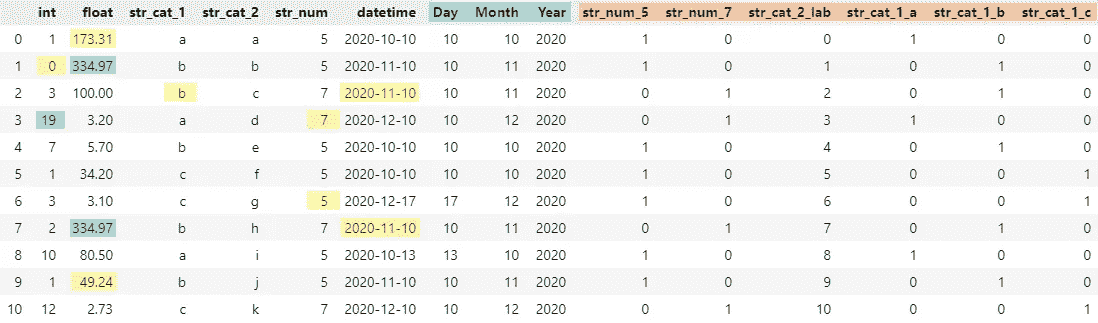 int float str_cat_1 str_cat_2 str_num datetime Day Month Year str_num_5 str_num_7 str_cat_2_lab str_cat_1_a str_cat_1_b str_cat_1_c
0 1 173.31 a a 5 2020-10-10 10 10 2020 1 0 0 1 0 0
1 0 334.97 b b 5 2020-11-10 10 11 2020 1 0 1 0 1 0
2 3 100.00 b c 7 2020-11-10 10 11 2020 0 1 2 0 1 0
3 19 3.20 a d 7 2020-12-10 10 12 2020 0 1 3 1 0 0
4 7 5.70 b e 5 2020-10-10 10 10 2020 1 0 4 0 1 0
5 1 34.20 c f 5 2020-10-10 10 10 2020 1 0 5 0 0 1
6 3 3.10 c g 5 2020-12-17 17 12 2020 1 0 6 0 0 1
7 2 334.97 b h 7 2020-11-10 10 11 2020 0 1 7 0 1 0
8 10 80.50 a i 5 2020-10-13 13 10 2020 1 0 8 1 0 0
9 1 49.24 b j 5 2020-11-10 10 11 2020 1 0 9 0 1 0
10 12 2.73 c k 7 2020-12-10 10 12 2020 0 1 10 0 0 1